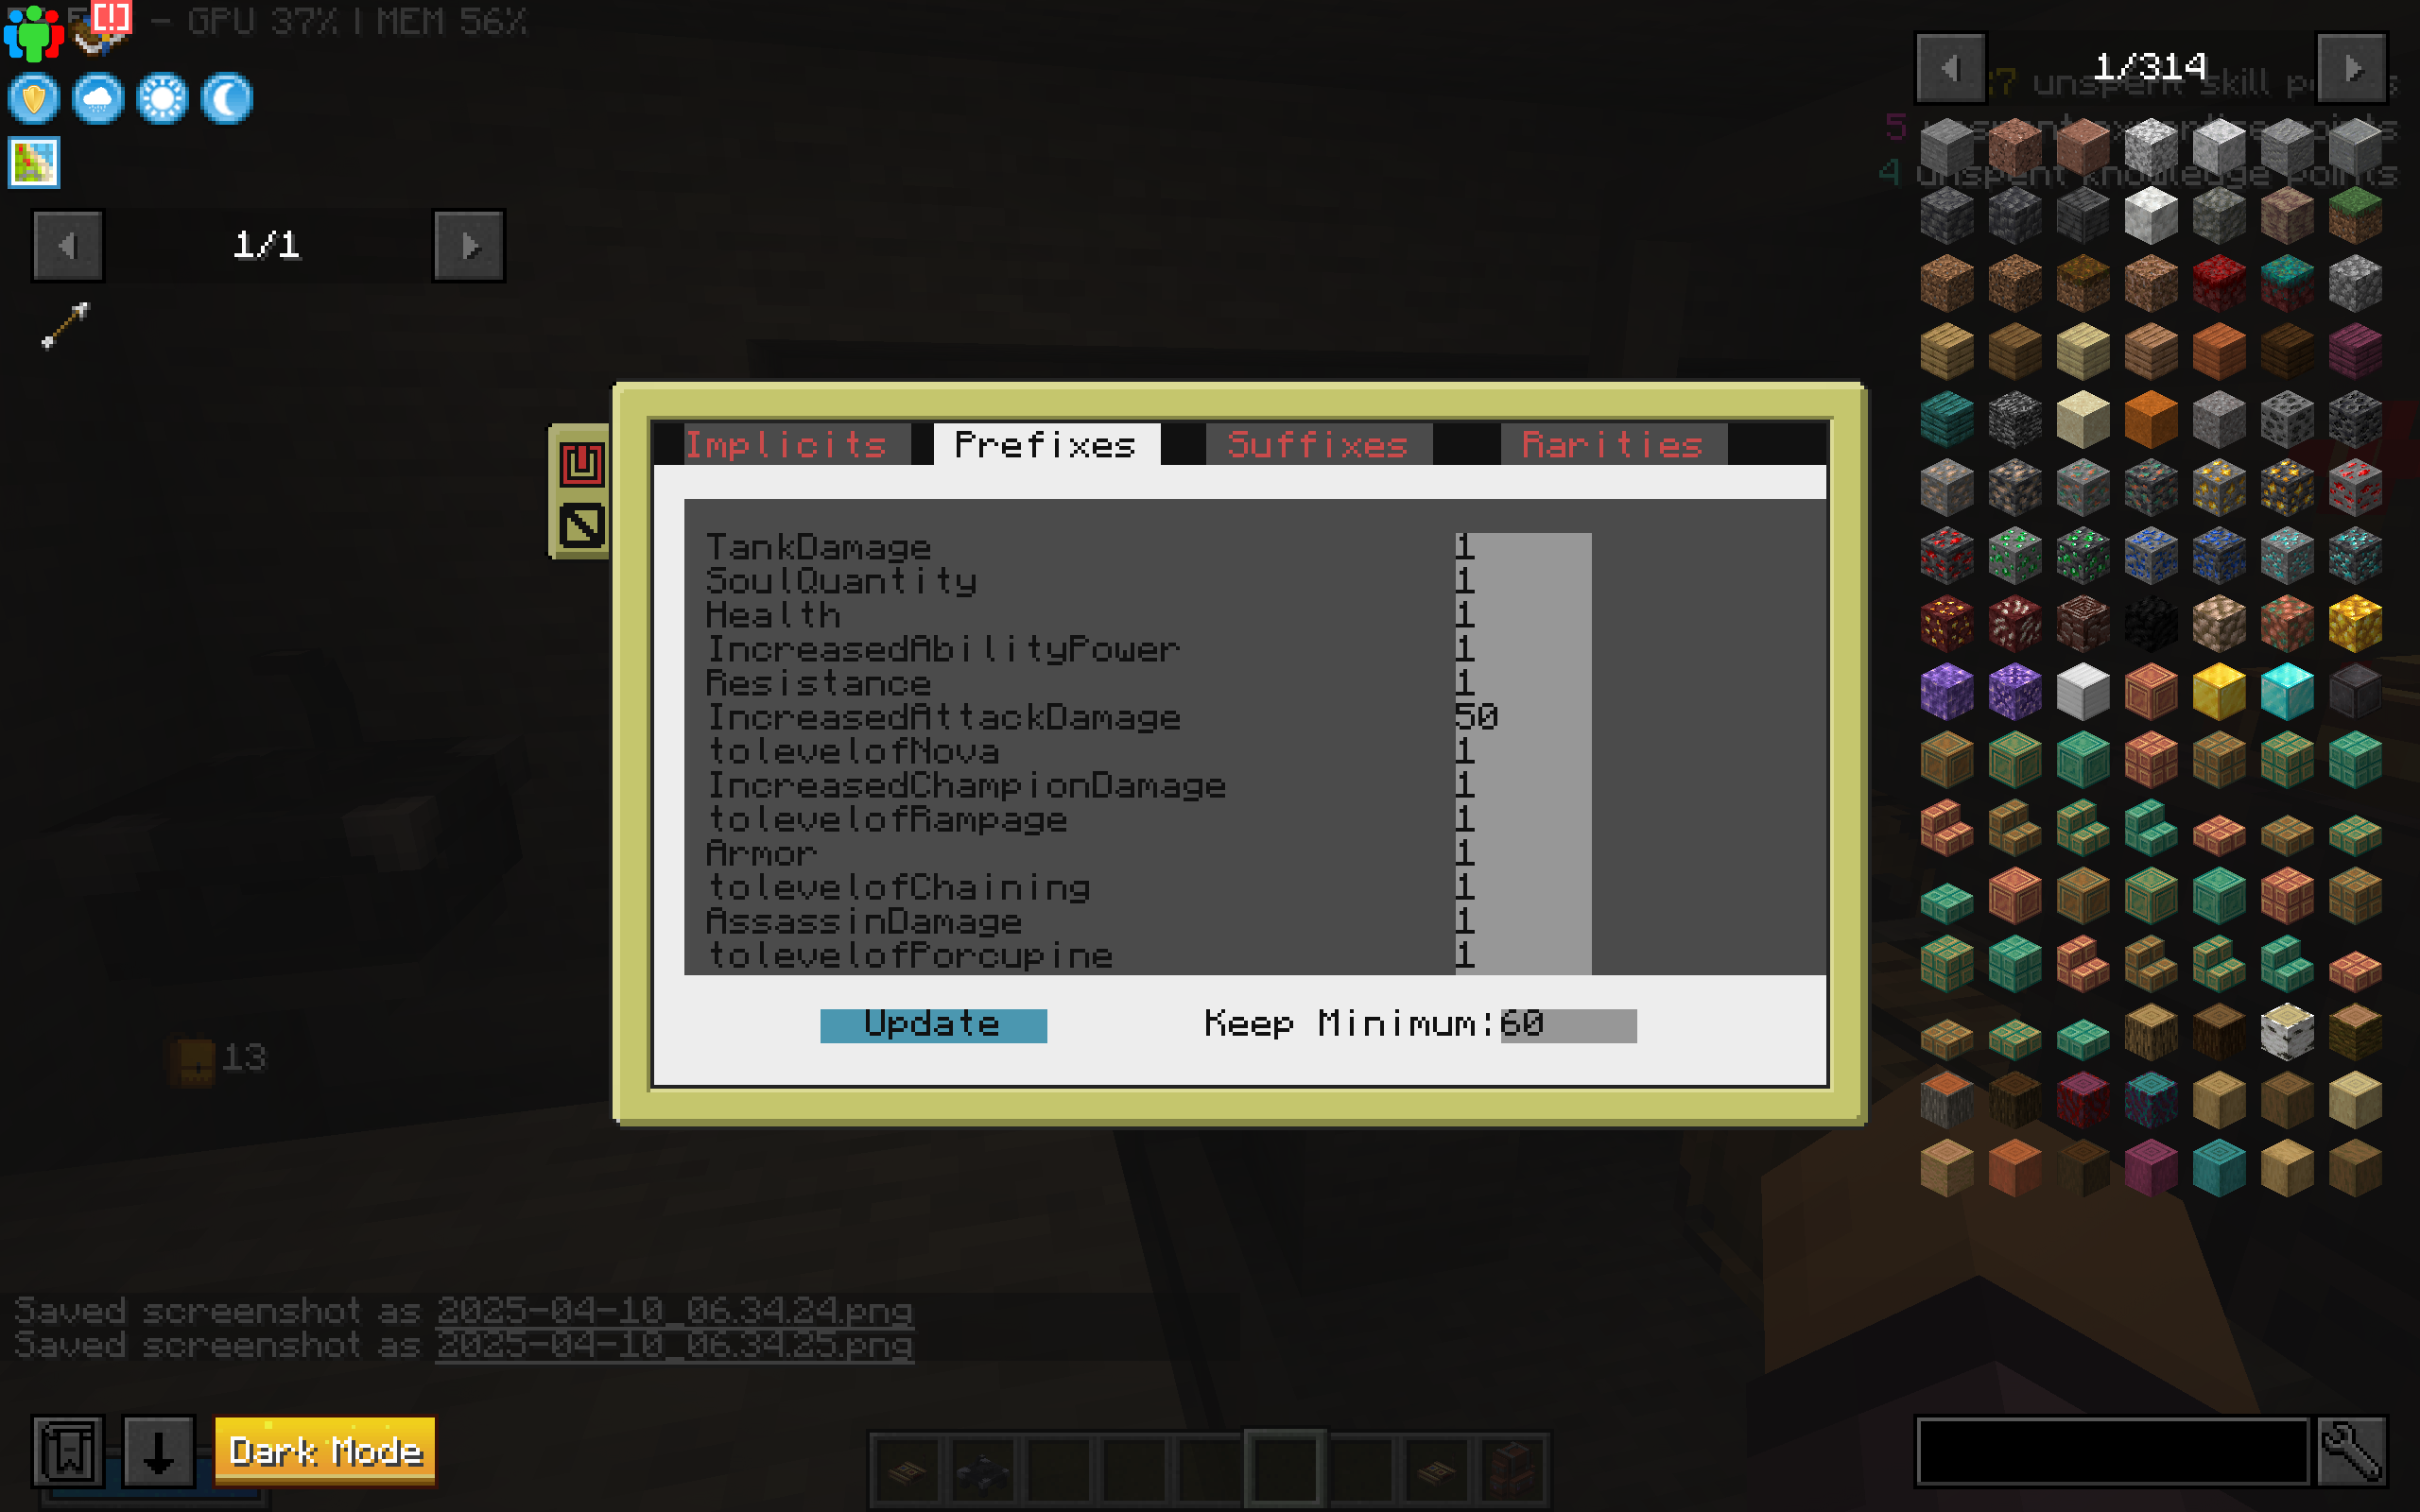 [!] - GPU 37% | MEM 56%
1/314
7 unspent skill po s
5 unspent expertise points
4 unspent knowledge points
1/1
Implicits Prefixes Suffixes Rarities
TankDamage 1
SoulQuantity 1
Health 1
IncreasedAbilityPower 1
Resistance 1
IncreasedAttackDamage 50
tolevelofNova 1
IncreasedChampionDamage 1
tolevelofRampage 1
Armor 1
tolevelofChaining 1
AssassinDamage 1
tolevelofPorcupine 1
Update Keep Minimum:60
13
Saved screenshot as 2025-04-10_06.34.24.png
Saved screenshot as 2025-04-10_06.34.25.png
Dark Mode